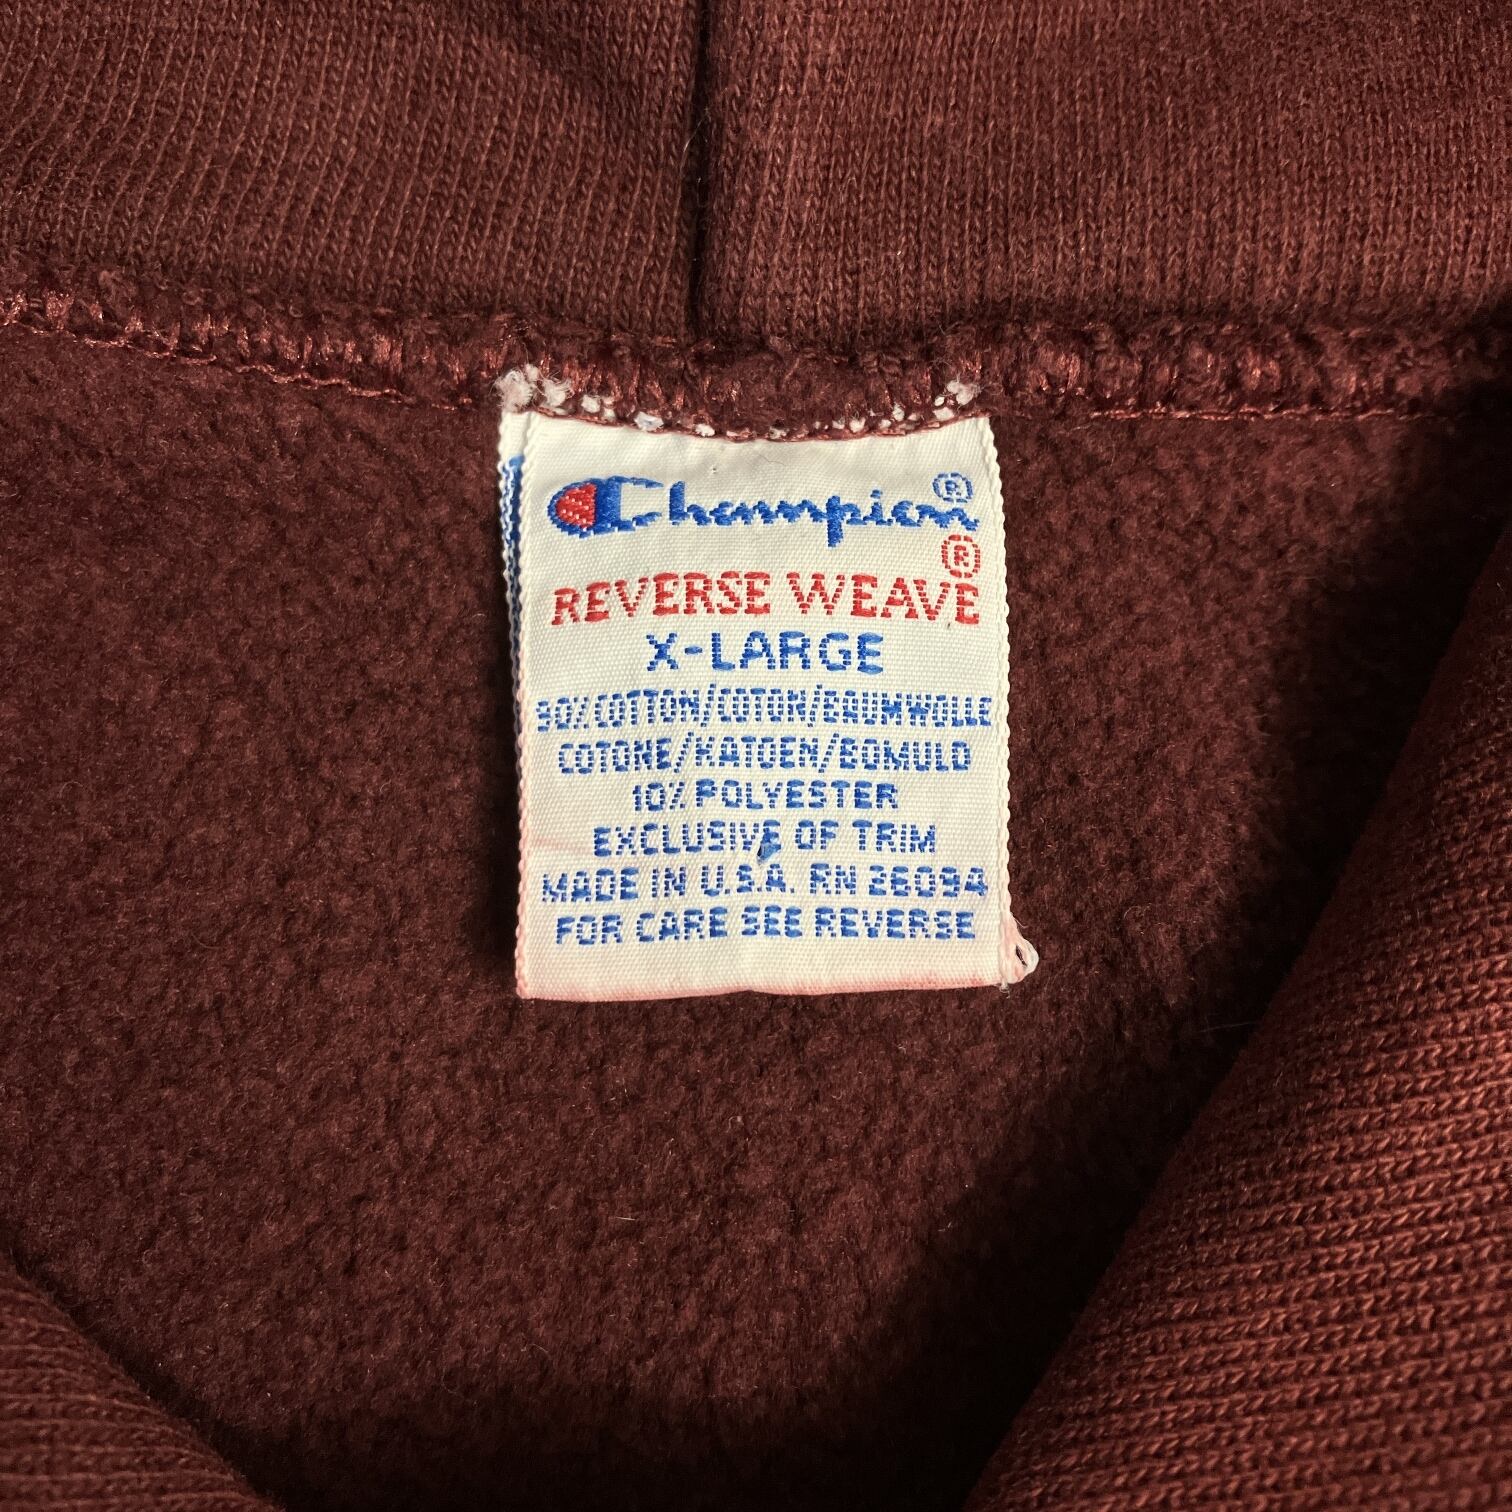 Champion®
REVERSE WEAVE®
X-LARGE
90% COTTON/COTON/BAUMWOLLE
COTONE/KATOEN/BOMULD
10% POLYESTER
EXCLUSIVE OF TRIM
MADE IN U.S.A. RN 26094
FOR CARE SEE REVERSE